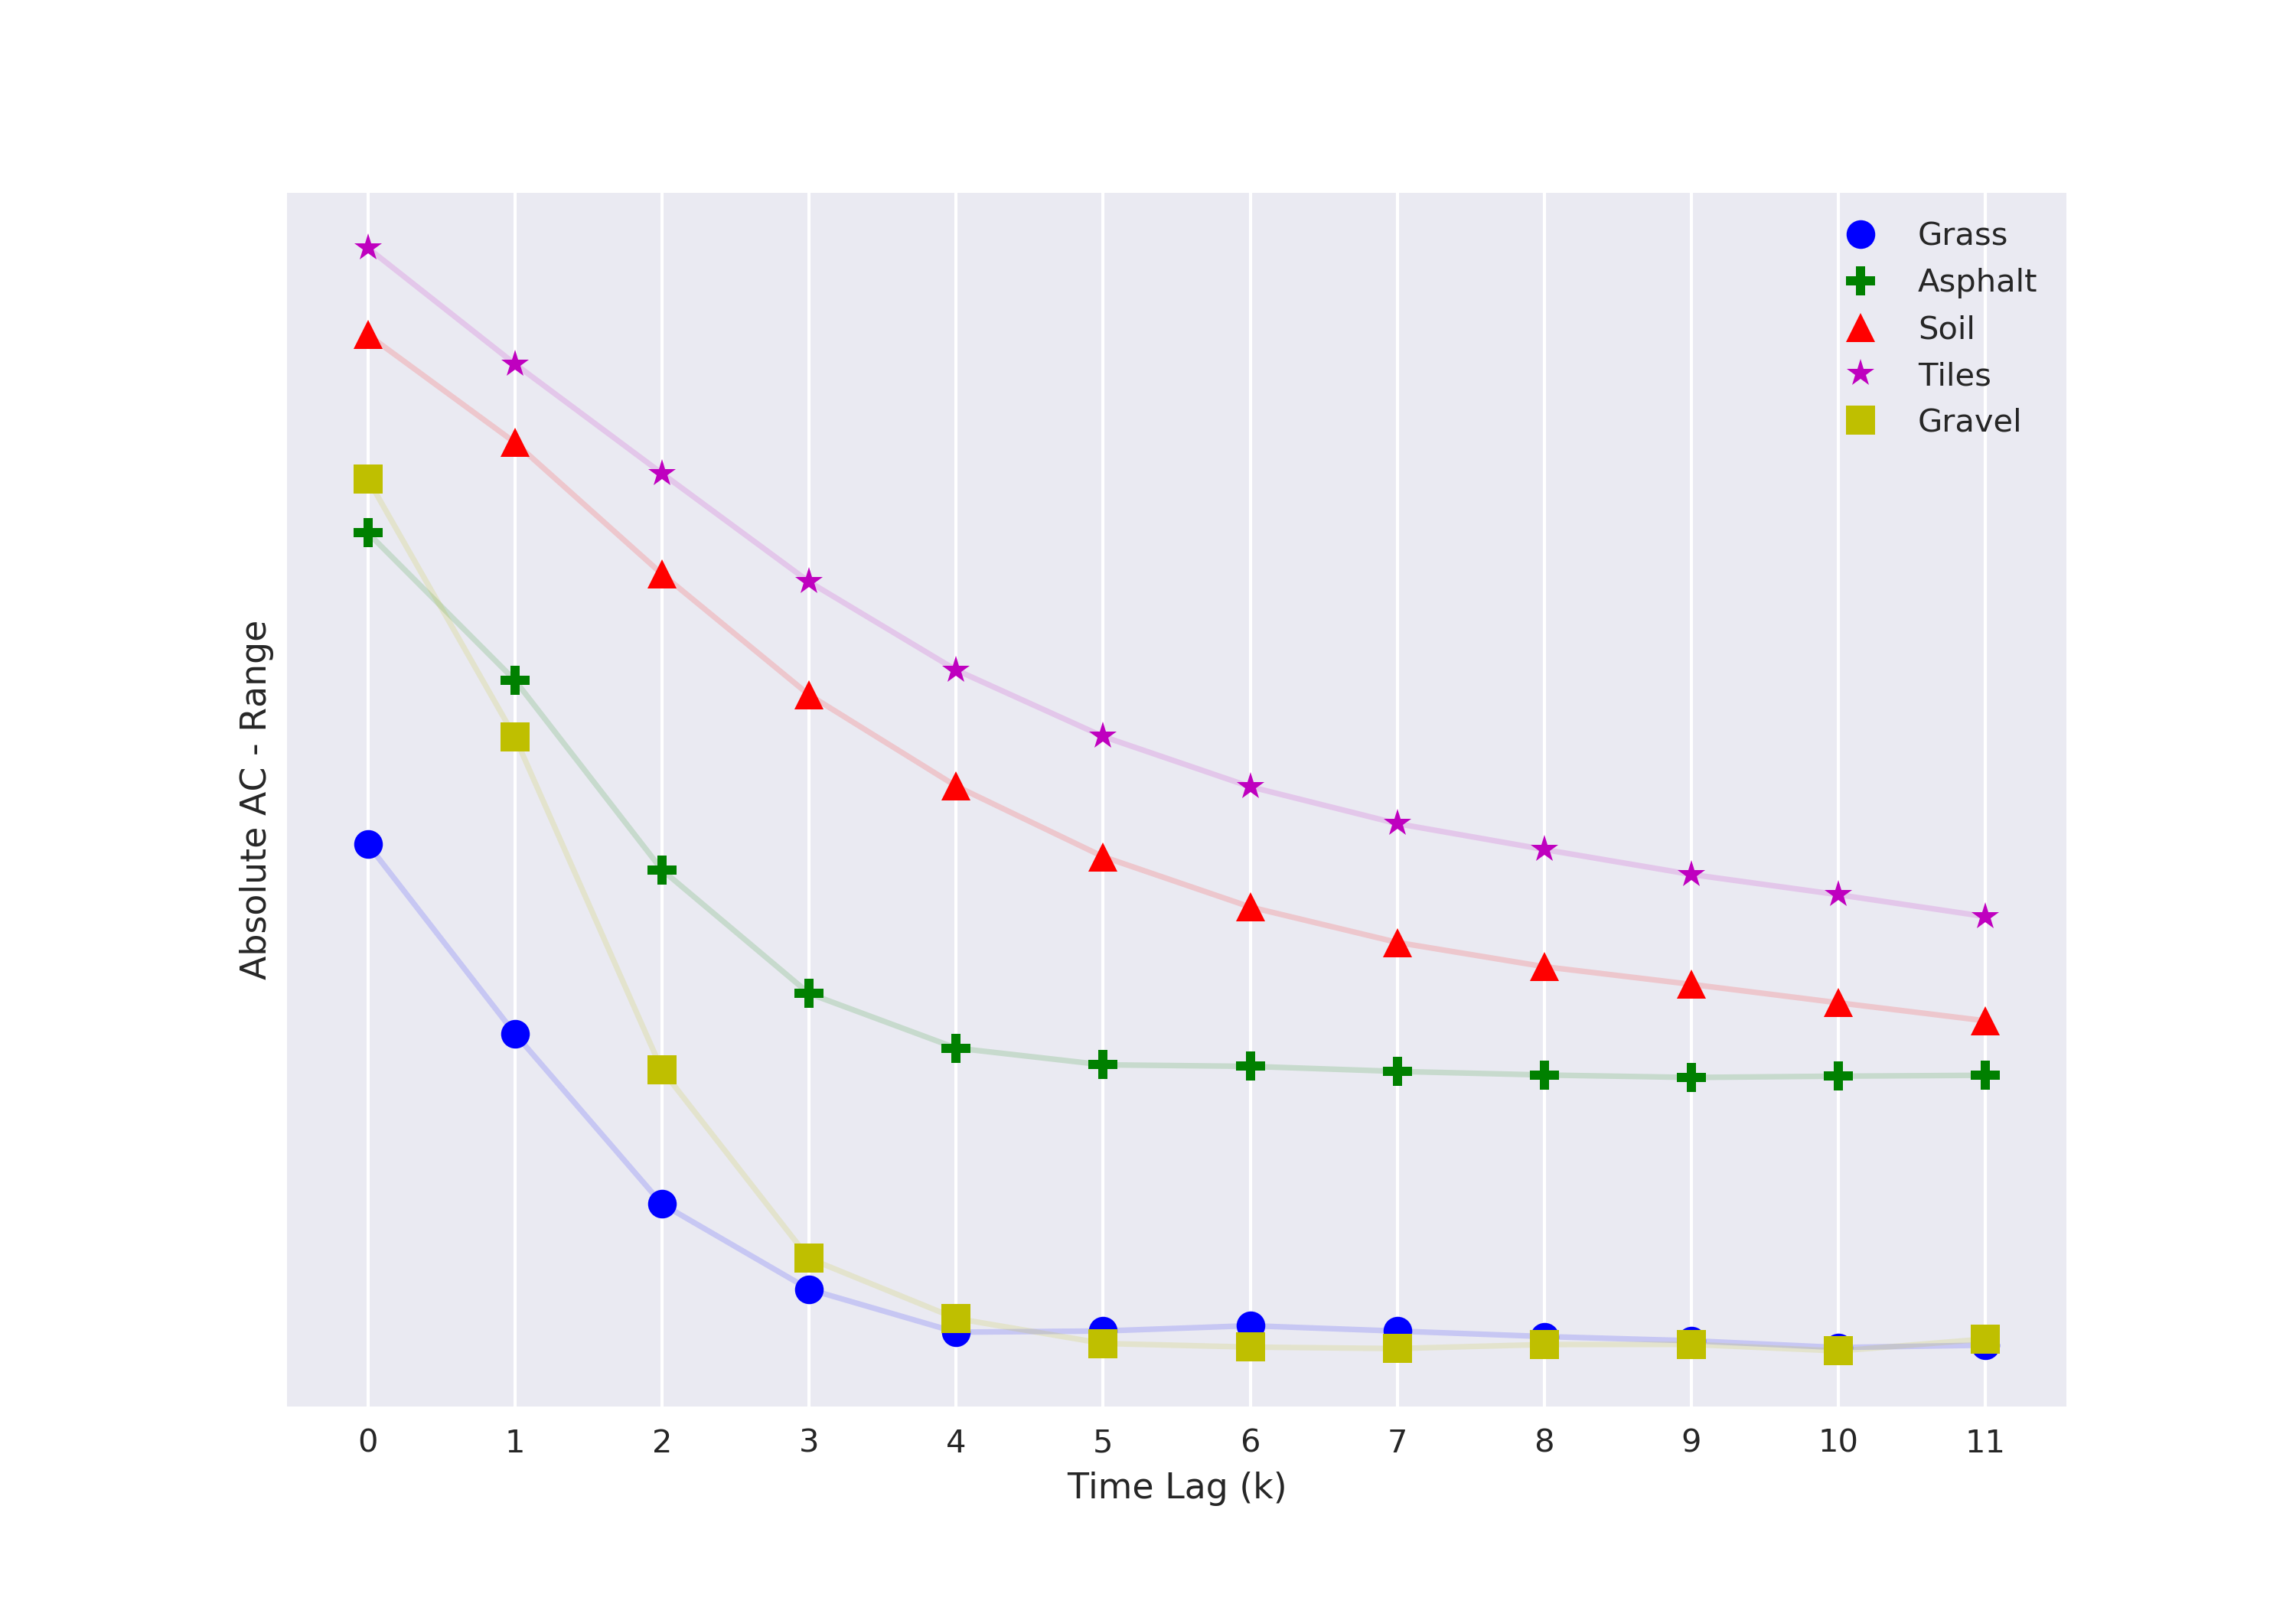 Grass
Asphalt
Soil
Tiles
Gravel
Absolute AC - Range
0 1 2 3 4 5 6 7 8 9 10 11
Time Lag (k)